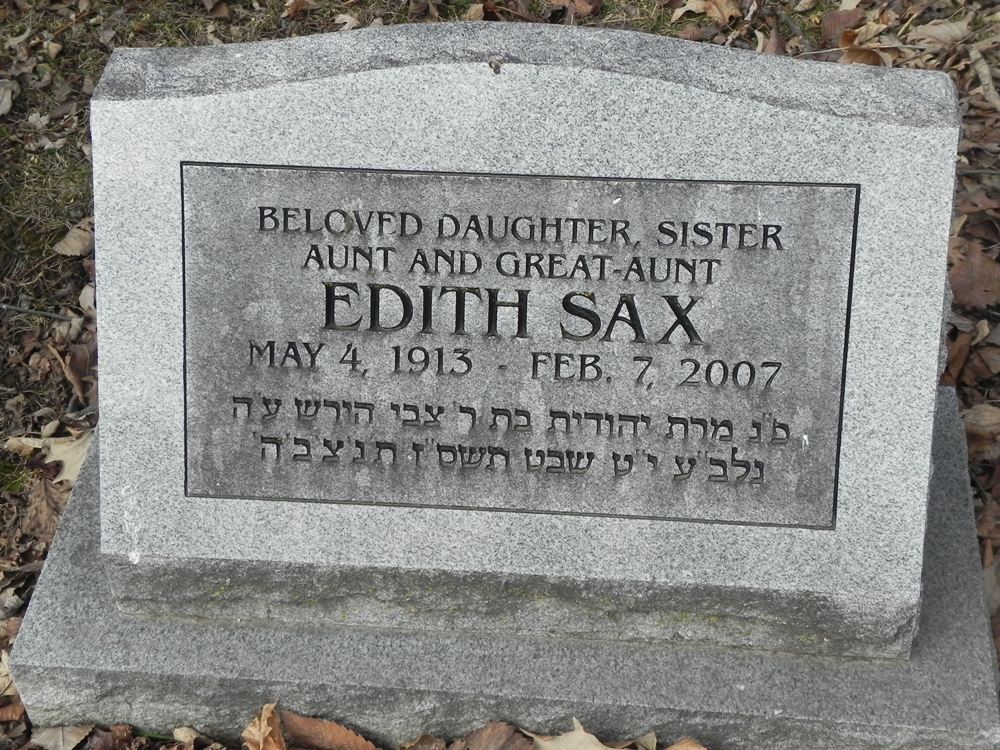 BELOVED DAUGHTER, SISTER
AUNT AND GREAT-AUNT
EDITH SAX
MAY 4, 1913 - FEB. 7, 2007
פ"נ מרת יהודית בת ר' צבי הירש ע"ה
נלב"ע י"ט שבט תשס"ז ת'נ'צ'ב'ה'